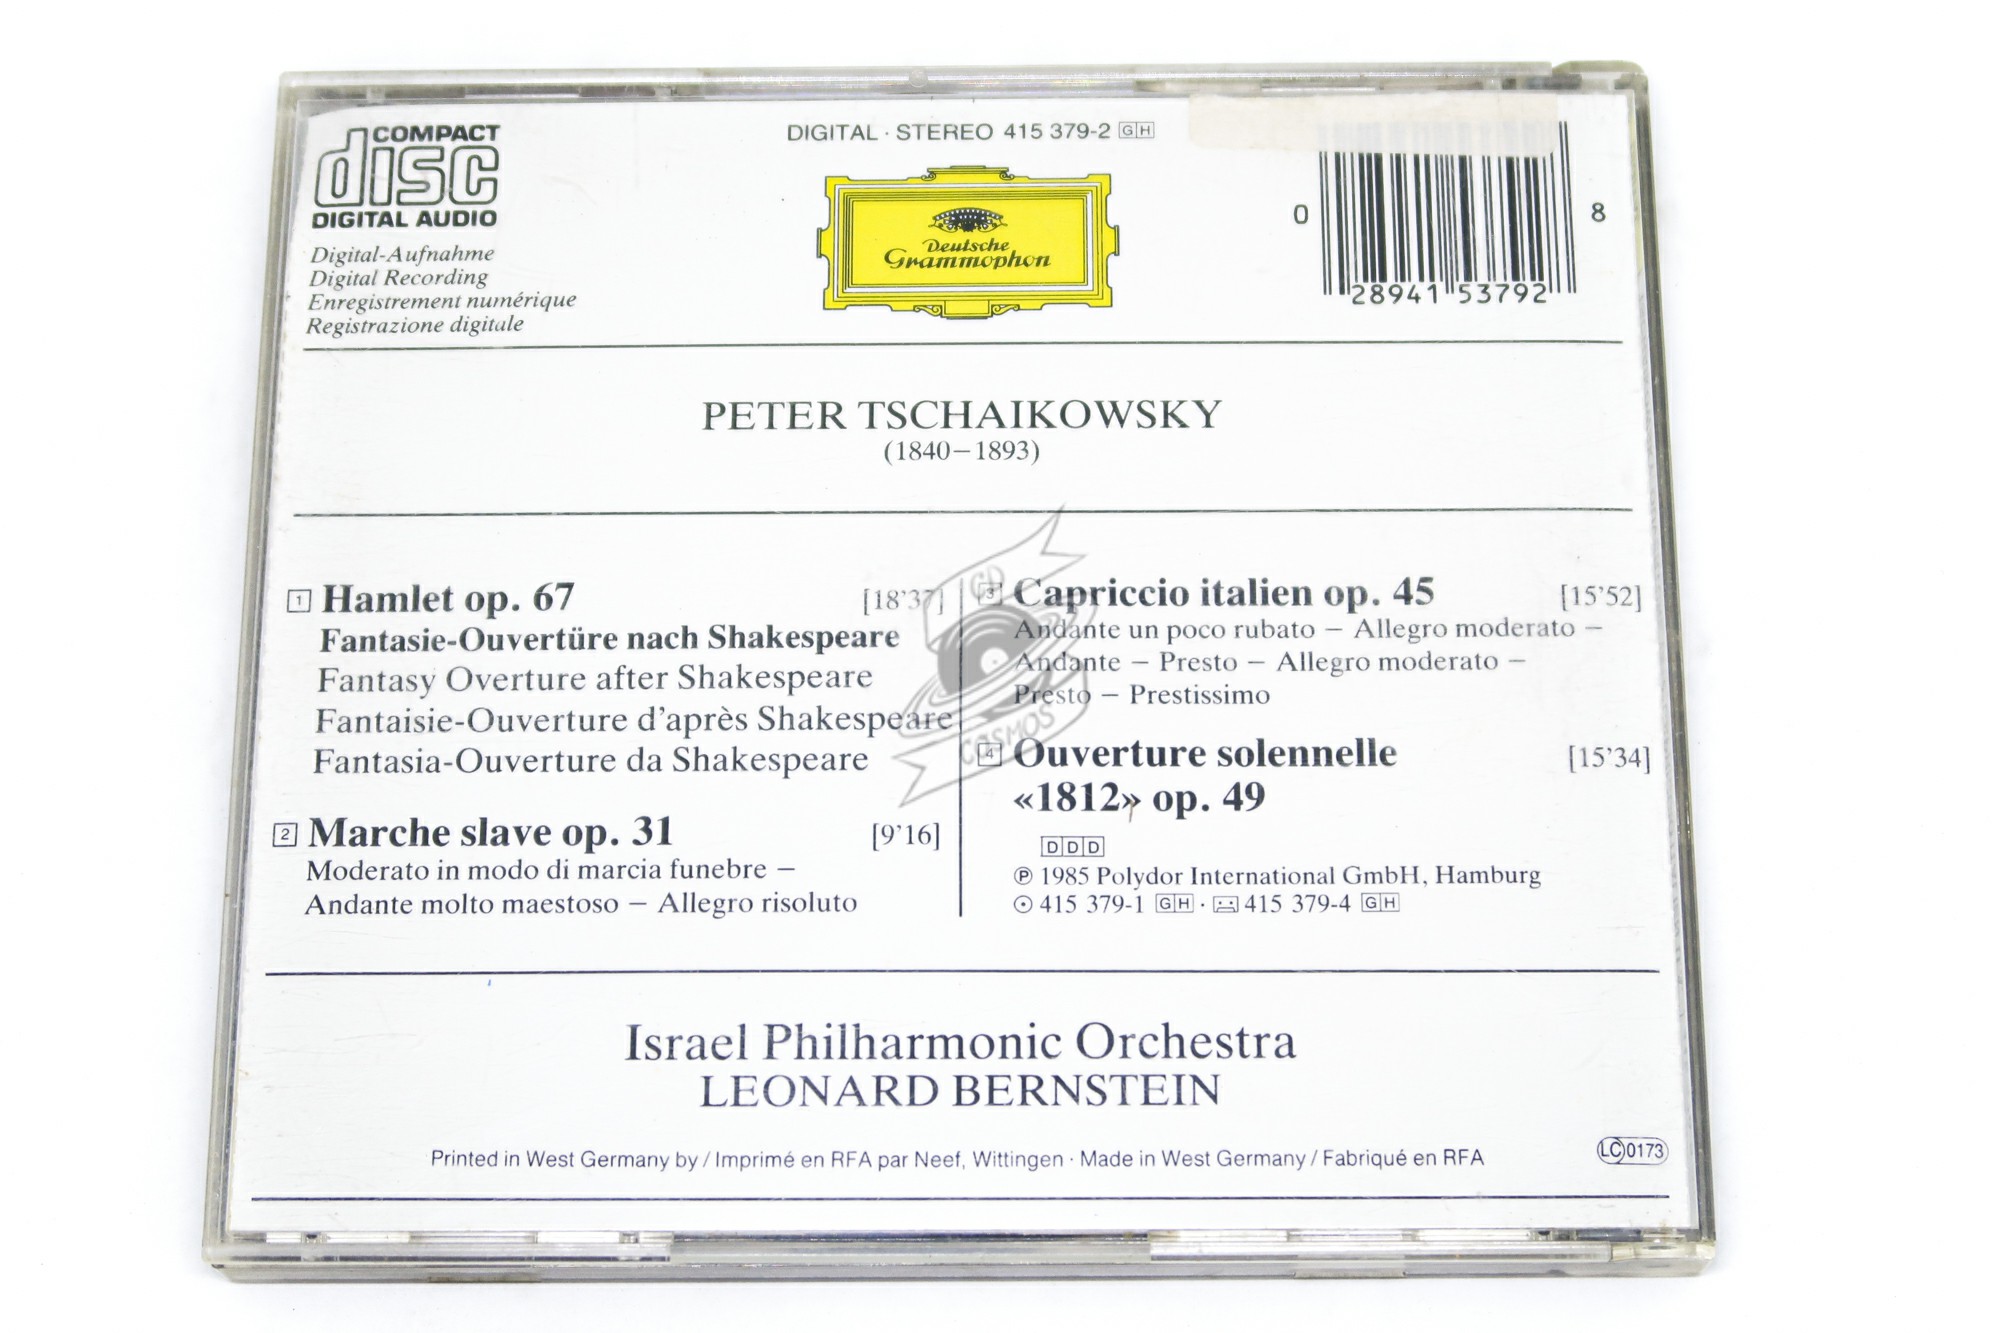 COMPACT
disc
DIGITAL AUDIO
Digital-Aufnahme
Digital Recording
Enregistrement numérique
Registrazione digitale
DIGITAL · STEREO 415 379-2 GH
Deutsche
Grammophon
0 28941 53792 8
PETER TSCHAIKOWSKY
(1840–1893)
1 Hamlet op. 67 [18'37]
Fantasie-Ouvertüre nach Shakespeare
Fantasy Overture after Shakespeare
Fantaisie-Ouverture d'après Shakespeare
Fantasia-Ouverture da Shakespeare
2 Marche slave op. 31 [9'16]
Moderato in modo di marcia funebre –
Andante molto maestoso – Allegro risoluto
3 Capriccio italien op. 45 [15'52]
Andante un poco rubato – Allegro moderato –
Andante – Presto – Allegro moderato –
Presto – Prestissimo
4 Ouverture solennelle [15'34]
«1812» op. 49
DDD
℗ 1985 Polydor International GmbH, Hamburg
415 379-1 GH · 415 379-4 GH
CD
COSMOS
Israel Philharmonic Orchestra
LEONARD BERNSTEIN
Printed in West Germany by / Imprimé en RFA par Neef, Wittingen · Made in West Germany / Fabriqué en RFA
LC 0173